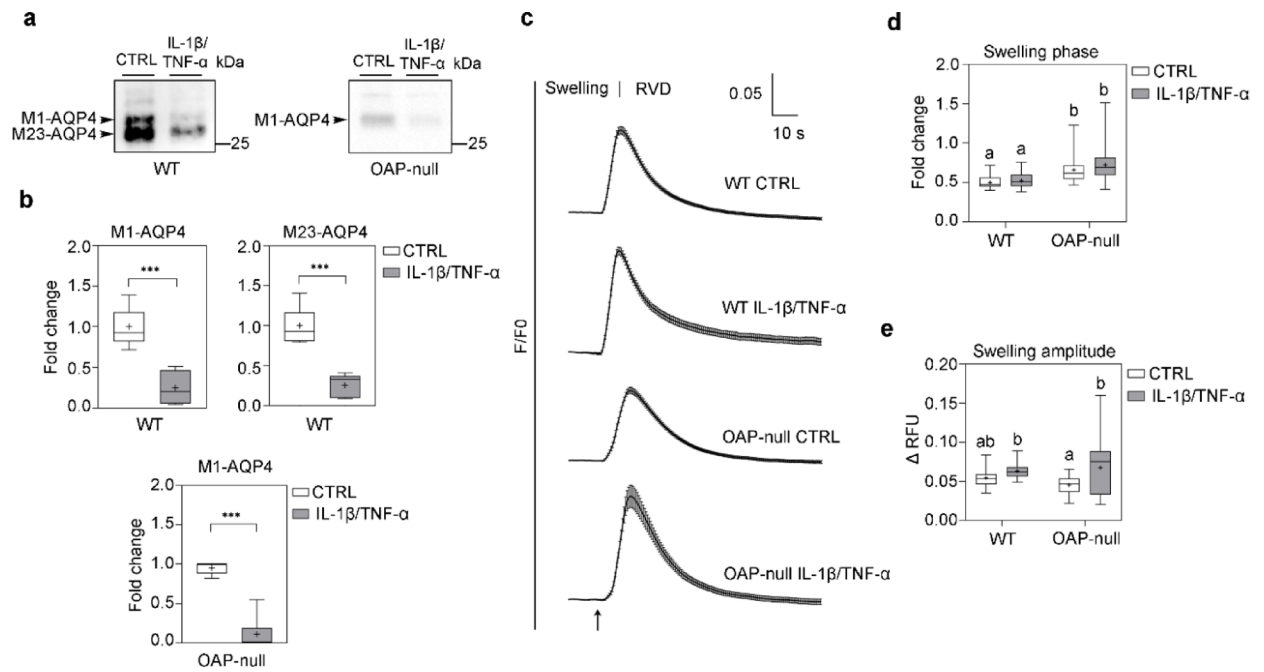 a
IL-1β/
CTRL TNF-α kDa
M1-AQP4
M23-AQP4
25
WT
IL-1β/
CTRL TNF-α kDa
M1-AQP4
25
OAP-null
b
M1-AQP4
2.0
1.5
1.0
0.5
0.0
Fold change
***
WT
M23-AQP4
2.0
1.5
1.0
0.5
0.0
***
WT
CTRL
IL-1β/TNF-α
M1-AQP4
2.0
1.0
1.0
0.0
Fold change
***
OAP-null
CTRL
IL-1β/TNF-α
c
Swelling | RVD
0.05
10 s
F/F0
WT CTRL
WT IL-1β/TNF-α
OAP-null CTRL
OAP-null IL-1β/TNF-α
d
Swelling phase
2.0
1.5
1.0
0.5
0.0
Fold change
a a b b
WT OAP-null
CTRL
IL-1β/TNF-α
e
Swelling amplitude
0.20
0.15
0.10
0.05
0.00
Δ RFU
ab b a b
WT OAP-null
CTRL
IL-1β/TNF-α